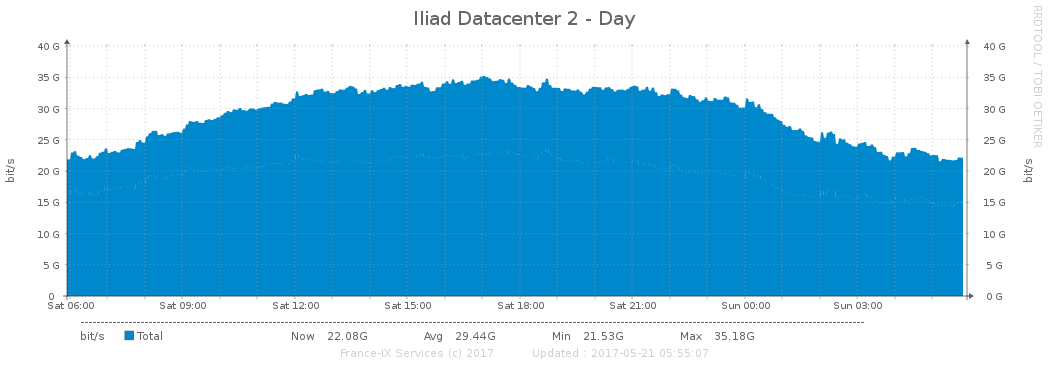 Iliad Datacenter 2 - Day
RRDTOOL / TOBI OETIKER
40 G 40 G
35 G 35 G
30 G 30 G
25 G 25 G
20 G 20 G
15 G 15 G
10 G 10 G
5 G 5 G
0 0 G
bit/s bit/s
Sat 06:00 Sat 09:00 Sat 12:00 Sat 15:00 Sat 18:00 Sat 21:00 Sun 00:00 Sun 03:00
bit/s Total Now 22.08G Avg 29.44G Min 21.53G Max 35.18G
France-IX Services (c) 2017 Updated : 2017-05-21 05:55:07